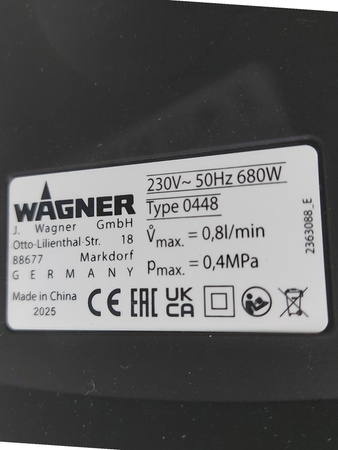 WAGNER
J. Wagner GmbH
Otto-Lilienthal-Str. 18
88677 Markdorf
GERMANY
Made in China
2025
230V~ 50Hz 680W
Type 0448
V̊max. = 0,8l/min
pmax. = 0,4MPa
CE EAC UK CA
2363088_E